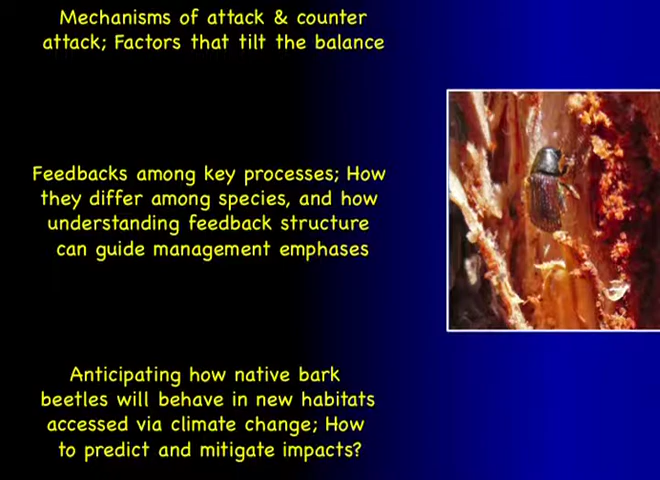 Mechanisms of attack & counter
attack; Factors that tilt the balance
Feedbacks among key processes; How
they differ among species, and how
understanding feedback structure
can guide management emphases
Anticipating how native bark
beetles will behave in new habitats
accessed via climate change; How
to predict and mitigate impacts?